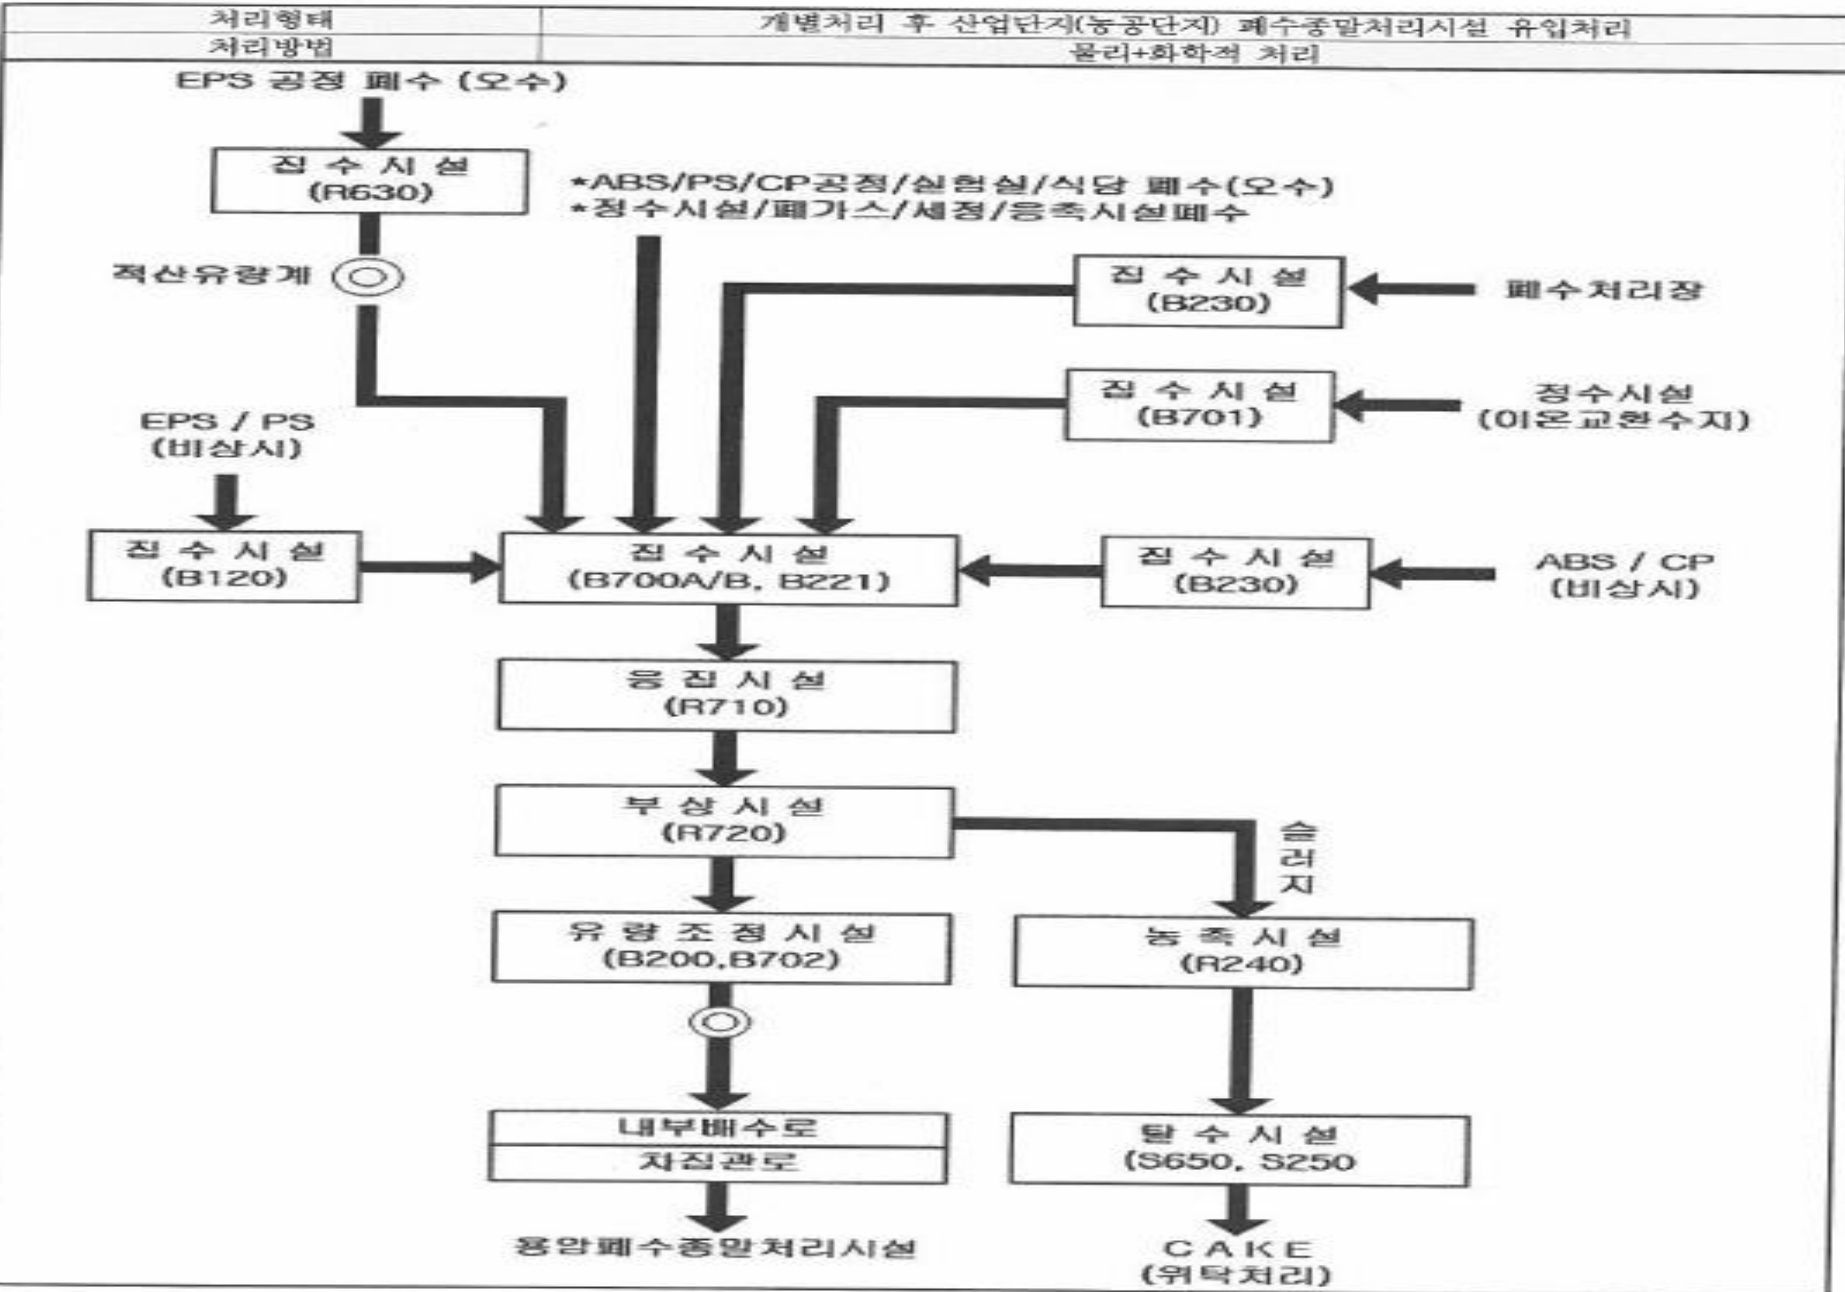 처리형태
개별처리 후 산업단지(농공단지) 폐수종말처리시설 유입처리
처리방법
물리+화학적 처리
EPS 공정 폐수 (오수)
집 수 시 설
(R630)
*ABS/PS/CP공정/실험실/식당 폐수(오수)
*정수시설/폐가스/세정/응축시설폐수
적산유량계
집 수 시 설
(B230)
폐수처리장
집 수 시 설
(B701)
정수시설
(이온교환수지)
EPS / PS
(비상시)
집 수 시 설
(B120)
집 수 시 설
(B700A/B, B221)
집 수 시 설
(B230)
ABS / CP
(비상시)
응 집 시 설
(R710)
부 상 시 설
(R720)
슬러지
유 량 조 정 시 설
(B200,B702)
농 축 시 설
(R240)
내부배수로
차집관로
탈 수 시 설
(S650, S250
용암폐수종말처리시설
CAKE
(위탁처리)